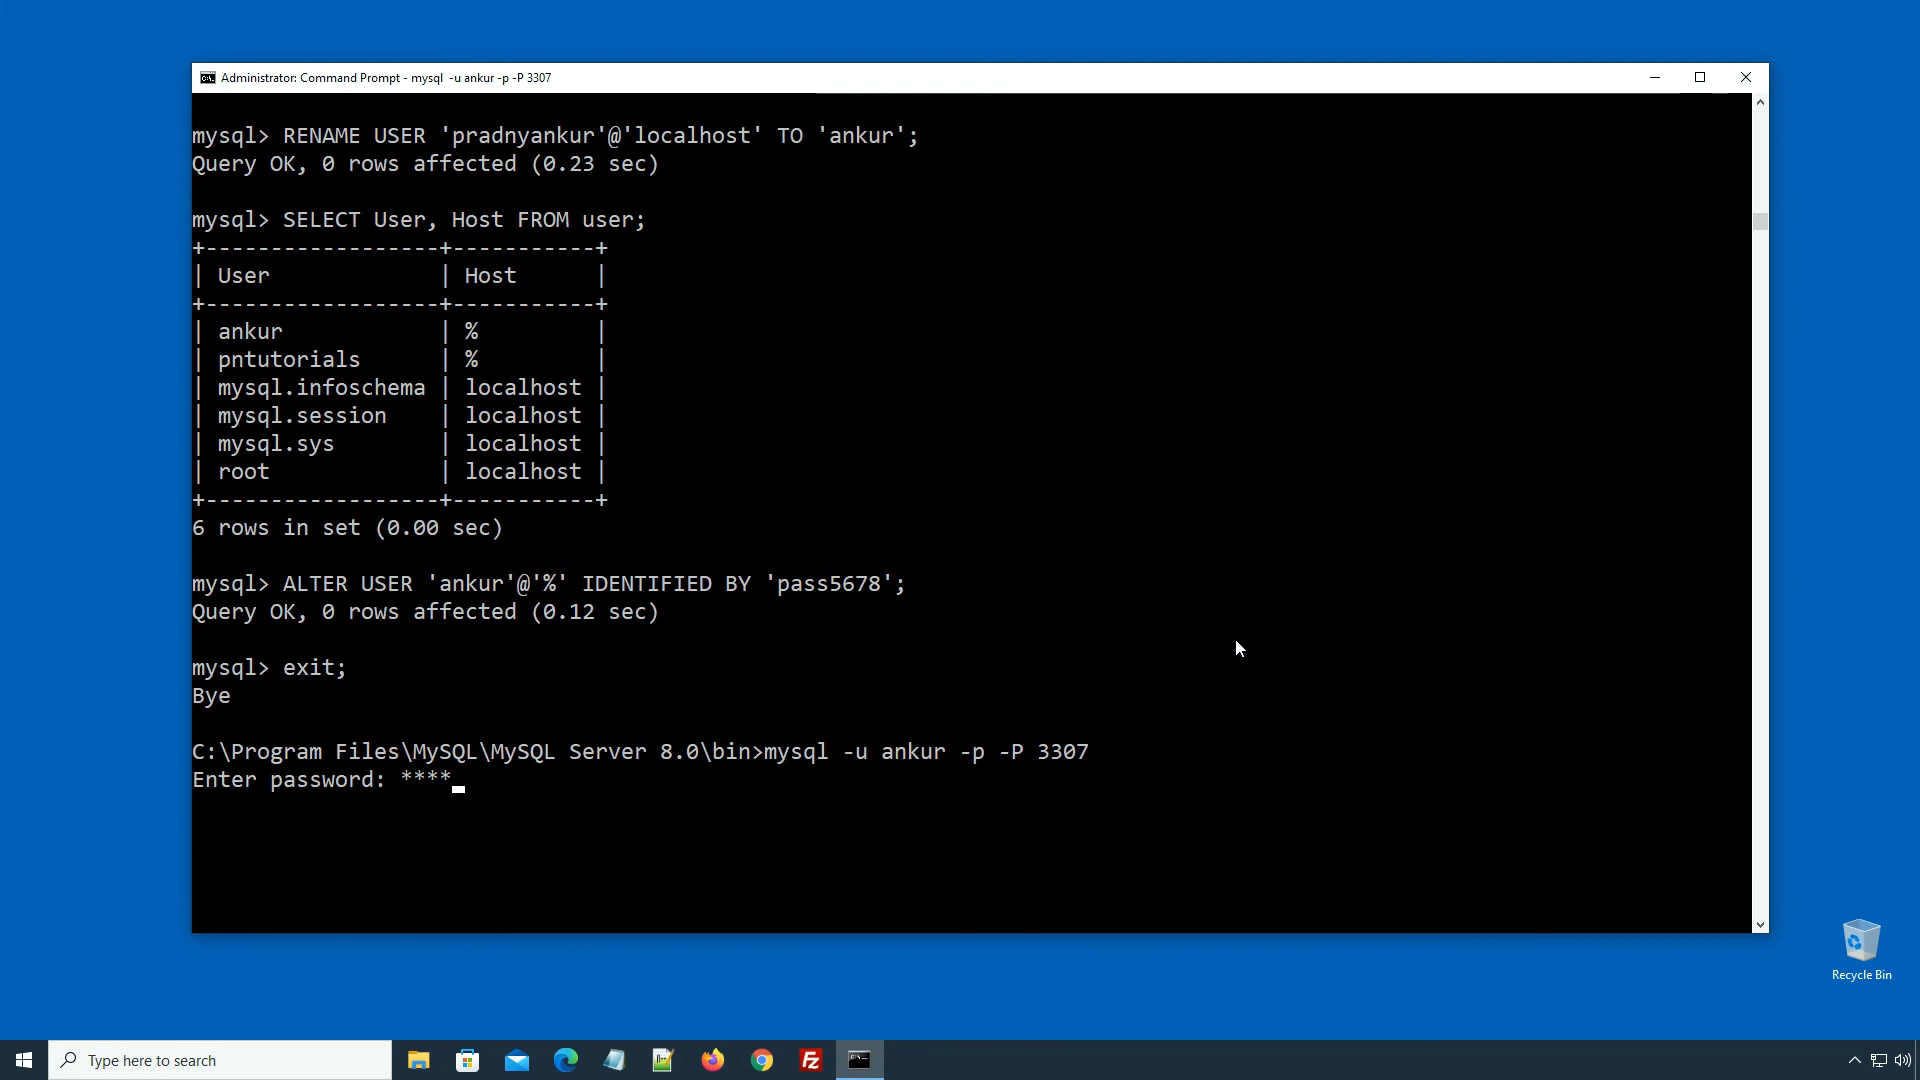 Administrator: Command Prompt - mysql  -u ankur -p -P 3307
mysql> RENAME USER 'pradnyankur'@'localhost' TO 'ankur';
Query OK, 0 rows affected (0.23 sec)
mysql> SELECT User, Host FROM user;
+------------------+-----------+
| User             | Host      |
+------------------+-----------+
| ankur            | %         |
| pntutorials      | %         |
| mysql.infoschema | localhost |
| mysql.session    | localhost |
| mysql.sys        | localhost |
| root             | localhost |
+------------------+-----------+
6 rows in set (0.00 sec)
mysql> ALTER USER 'ankur'@'%' IDENTIFIED BY 'pass5678';
Query OK, 0 rows affected (0.12 sec)
mysql> exit;
Bye
C:\Program Files\MySQL\MySQL Server 8.0\bin>mysql -u ankur -p -P 3307
Enter password: ****
Recycle Bin
Type here to search